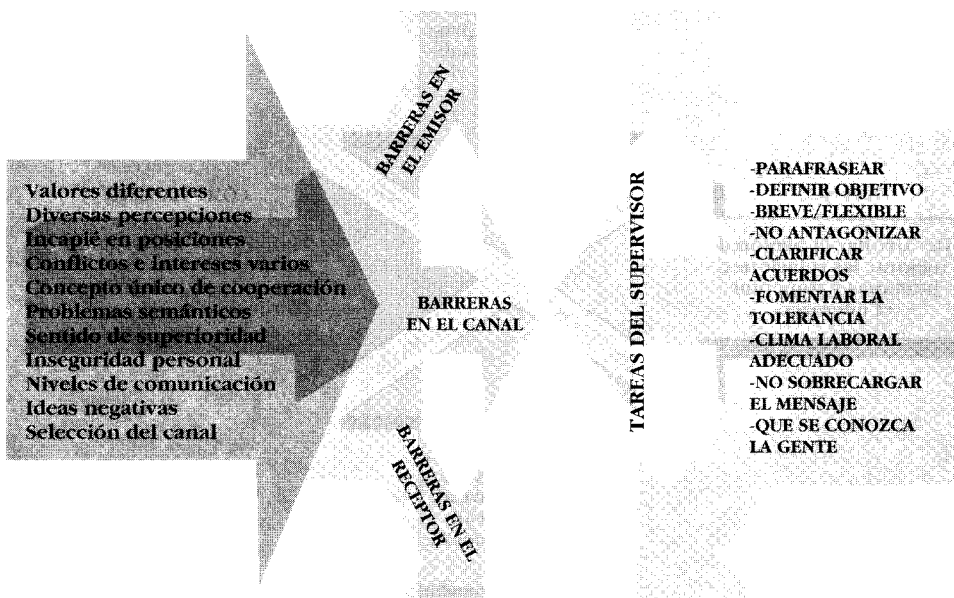 Valores diferentes
Diversas percepciones
Incapié en posiciones
Conflictos e Intereses varios
Concepto único de cooperación
Problemas semánticos
Sentido de superioridad
Inseguridad personal
Niveles de comunicación
Ideas negativas
Selección del canal
BARRERAS EN
EL EMISOR
BARRERAS
EN EL CANAL
BARRERAS EN EL
RECEPTOR
TAREAS DEL SUPERVISOR
-PARAFRASEAR
-DEFINIR OBJETIVO
-BREVE/FLEXIBLE
-NO ANTAGONIZAR
-CLARIFICAR
ACUERDOS
-FOMENTAR LA
TOLERANCIA
-CLIMA LABORAL
ADECUADO
-NO SOBRECARGAR
EL MENSAJE
-QUE SE CONOZCA
LA GENTE